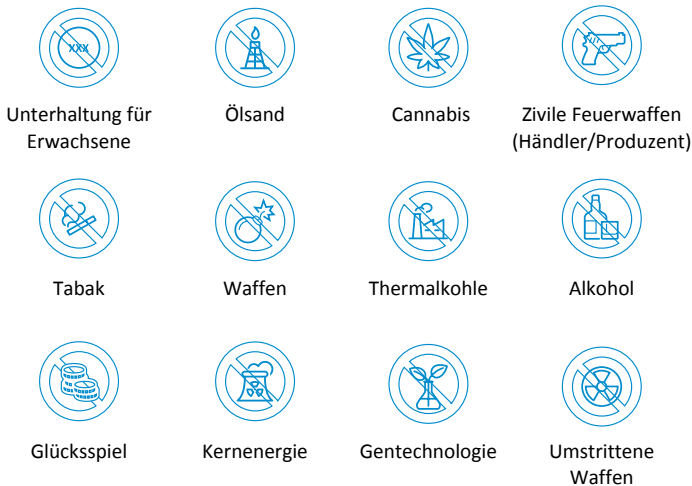 XXX
Unterhaltung für
Erwachsene
Ölsand
Cannabis
Zivile Feuerwaffen
(Händler/Produzent)
Tabak
Waffen
Thermalkohle
Alkohol
Glücksspiel
Kernenergie
Gentechnologie
Umstrittene
Waffen